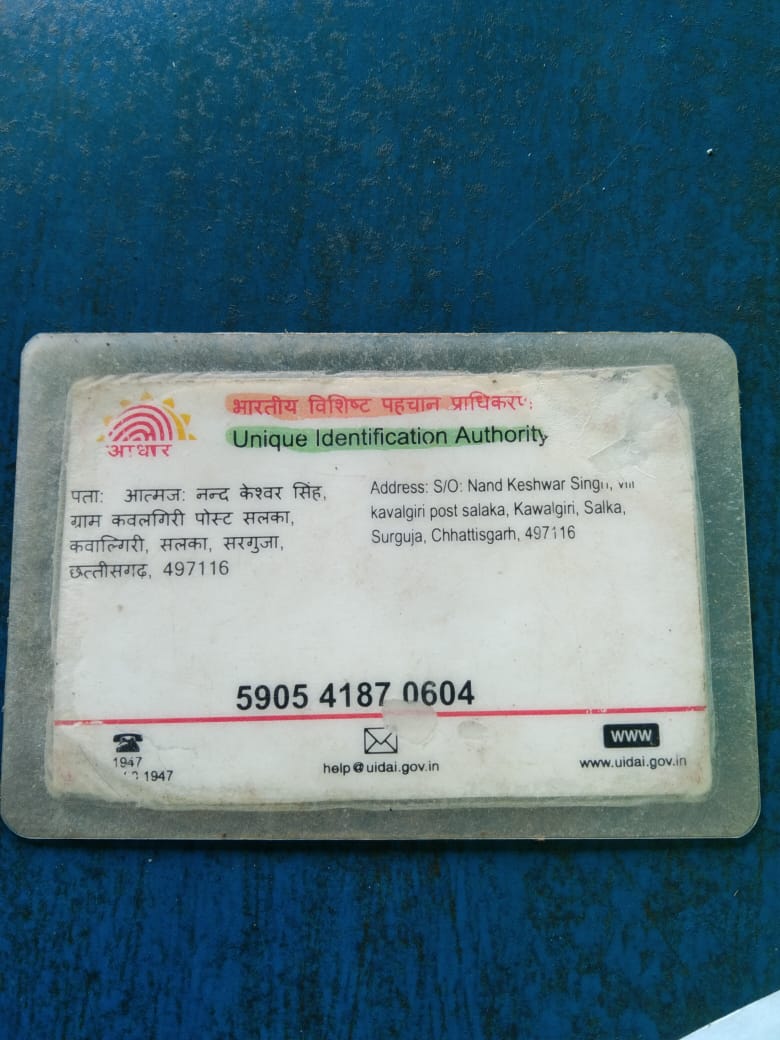 आधार
भारतीय विशिष्ट पहचान प्राधिकरण
Unique Identification Authority
पता: आत्मज: नन्द केश्वर सिंह,
ग्राम कवलगिरी पोस्ट सलका,
कवाल्गिरी, सलका, सरगुजा,
छत्तीसगढ़, 497116
Address: S/O: Nand Keshwar Singh, vill
kavalgiri post salaka, Kawalgiri, Salka,
Surguja, Chhattisgarh, 497116
5905 4187 0604
1947
1947
help@uidai.gov.in
WWW
www.uidai.gov.in